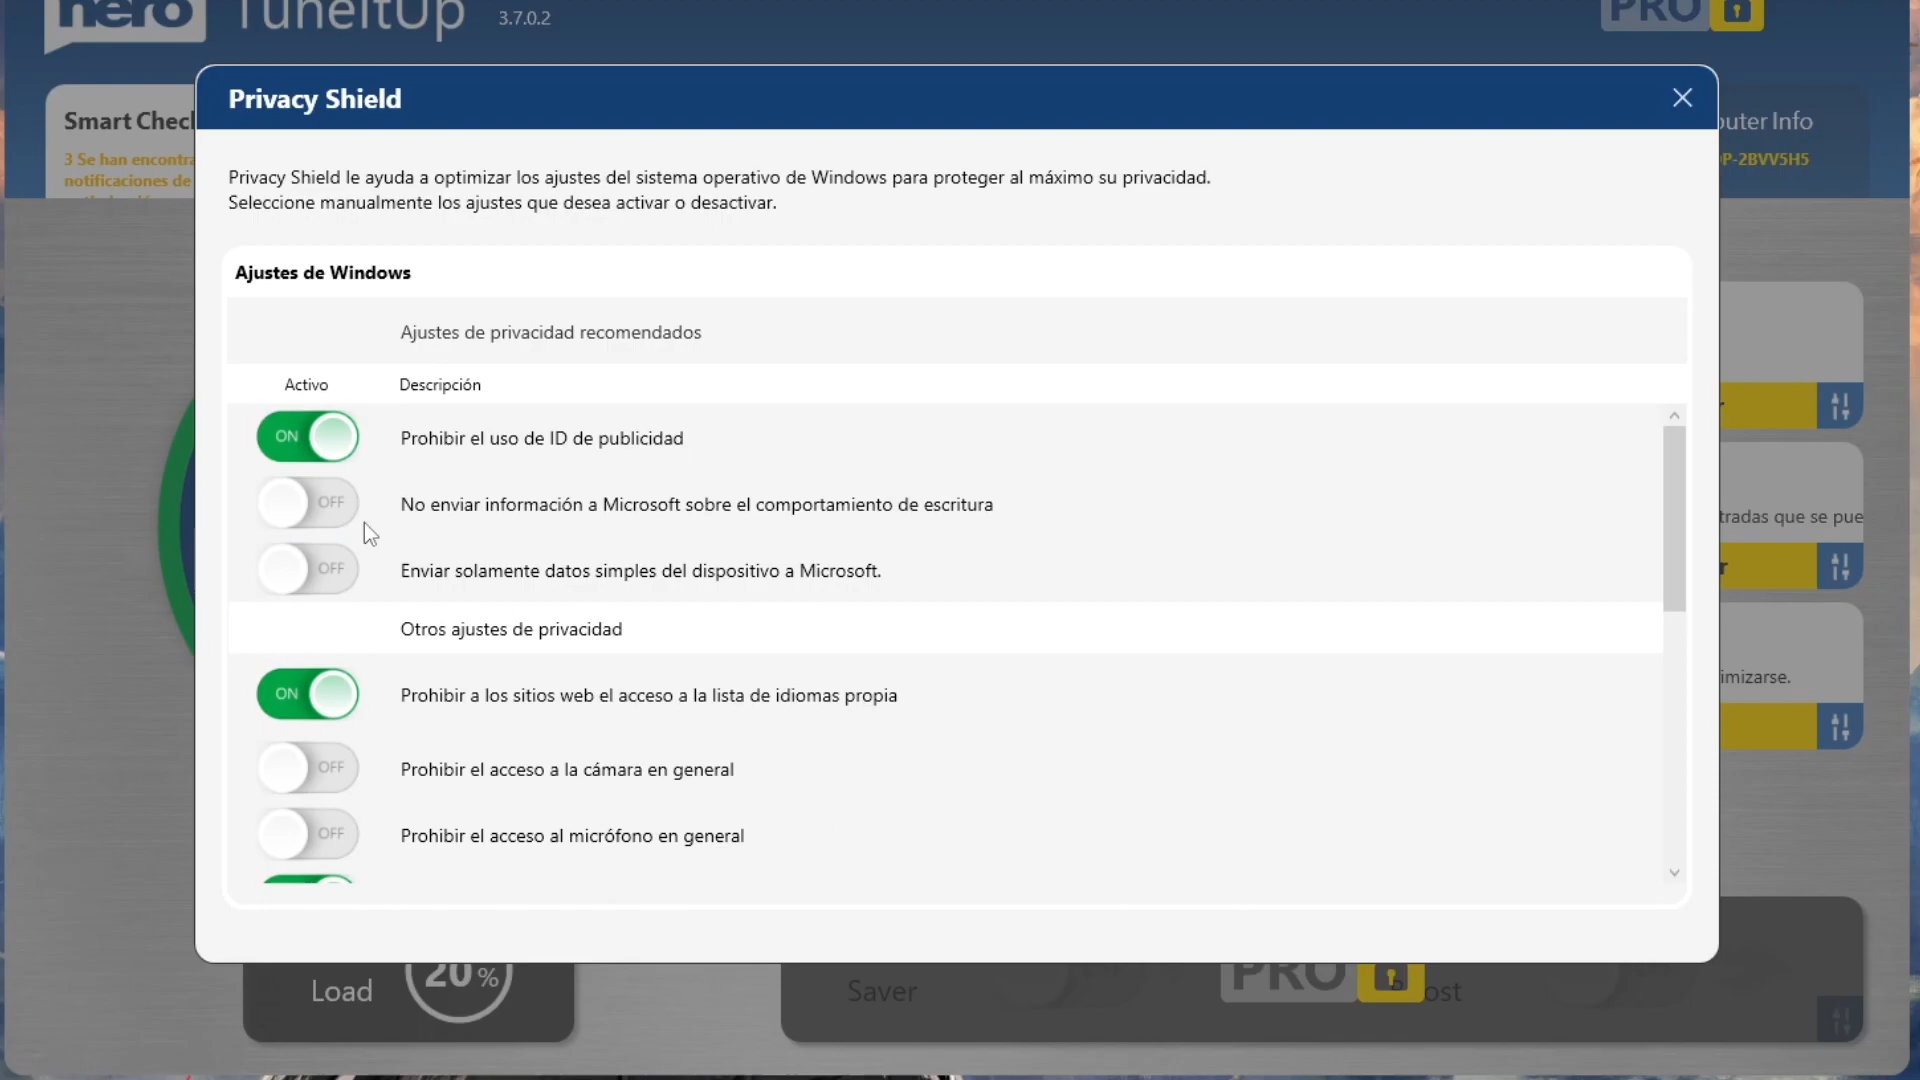 nero TuneItUp 3.7.0.2
PRO
Privacy Shield
Smart Check
3 Se han encontra
notificaciones de
outer Info
P-2BVV5H5
Privacy Shield le ayuda a optimizar los ajustes del sistema operativo de Windows para proteger al máximo su privacidad.
Seleccione manualmente los ajustes que desea activar o desactivar.
Ajustes de Windows
Ajustes de privacidad recomendados
Activo Descripción
ON Prohibir el uso de ID de publicidad
OFF No enviar información a Microsoft sobre el comportamiento de escritura
OFF Enviar solamente datos simples del dispositivo a Microsoft.
Otros ajustes de privacidad
ON Prohibir a los sitios web el acceso a la lista de idiomas propia
OFF Prohibir el acceso a la cámara en general
OFF Prohibir el acceso al micrófono en general
r
tradas que se pue
r
imizarse.
Load 20%
Saver
PRO
ost